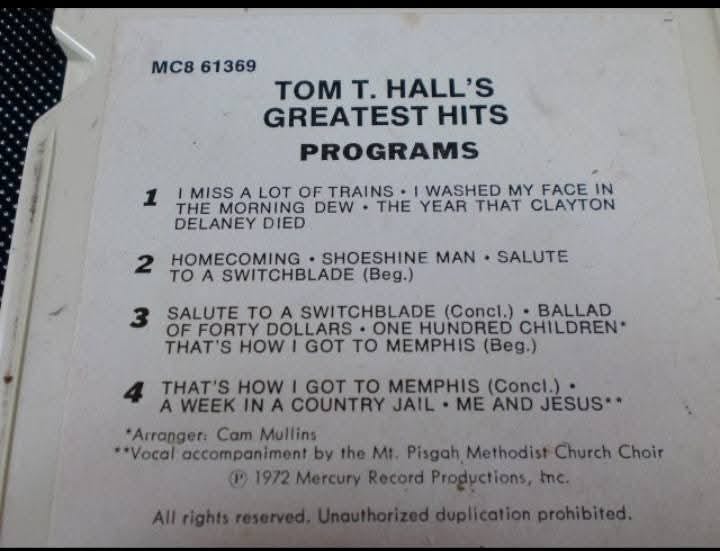 MC8 61369
TOM T. HALL'S
GREATEST HITS
PROGRAMS
1 I MISS A LOT OF TRAINS • I WASHED MY FACE IN
THE MORNING DEW • THE YEAR THAT CLAYTON
DELANEY DIED
2 HOMECOMING • SHOESHINE MAN • SALUTE
TO A SWITCHBLADE (Beg.)
3 SALUTE TO A SWITCHBLADE (Concl.) • BALLAD
OF FORTY DOLLARS • ONE HUNDRED CHILDREN*
THAT'S HOW I GOT TO MEMPHIS (Beg.)
4 THAT'S HOW I GOT TO MEMPHIS (Concl.) •
A WEEK IN A COUNTRY JAIL • ME AND JESUS**
*Arranger: Cam Mullins
**Vocal accompaniment by the Mt. Pisgah Methodist Church Choir
℗ 1972 Mercury Record Productions, Inc.
All rights reserved. Unauthorized duplication prohibited.